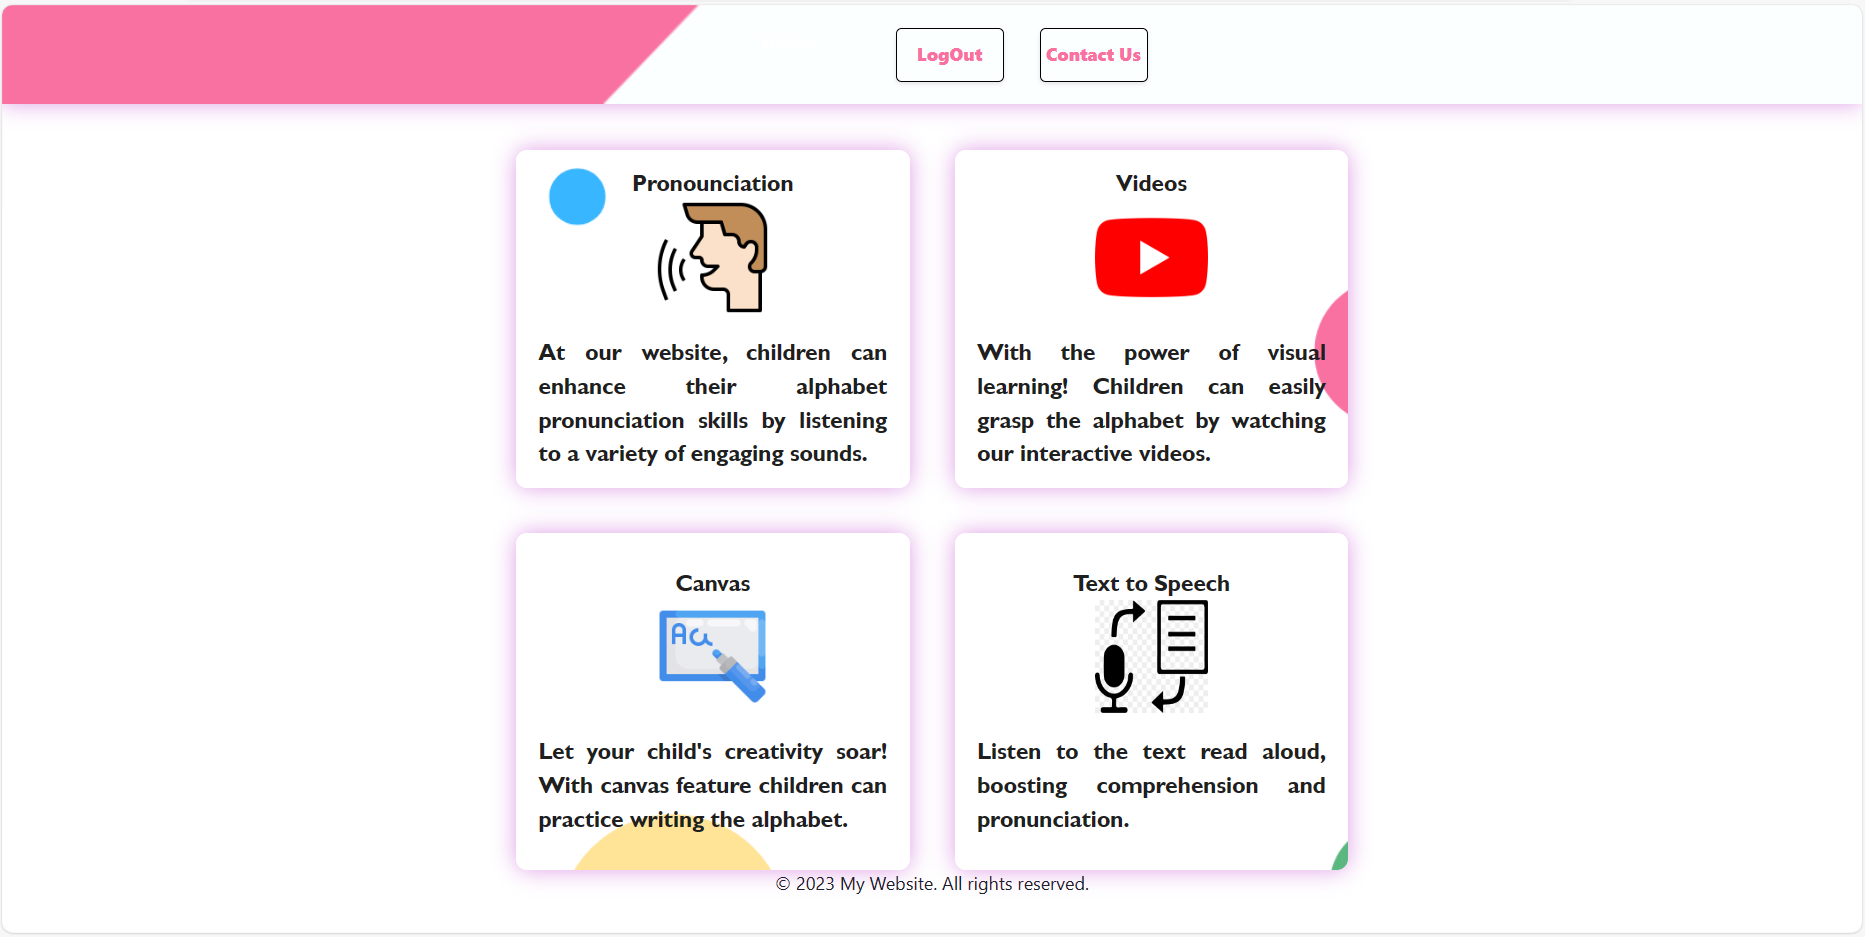 LogOut
Contact Us
Pronounciation
At our website, children can
enhance their alphabet
pronunciation skills by listening
to a variety of engaging sounds.
Videos
With the power of visual
learning! Children can easily
grasp the alphabet by watching
our interactive videos.
Canvas
Aa
Let your child's creativity soar!
With canvas feature children can
practice writing the alphabet.
Text to Speech
Listen to the text read aloud,
boosting comprehension and
pronunciation.
© 2023 My Website. All rights reserved.